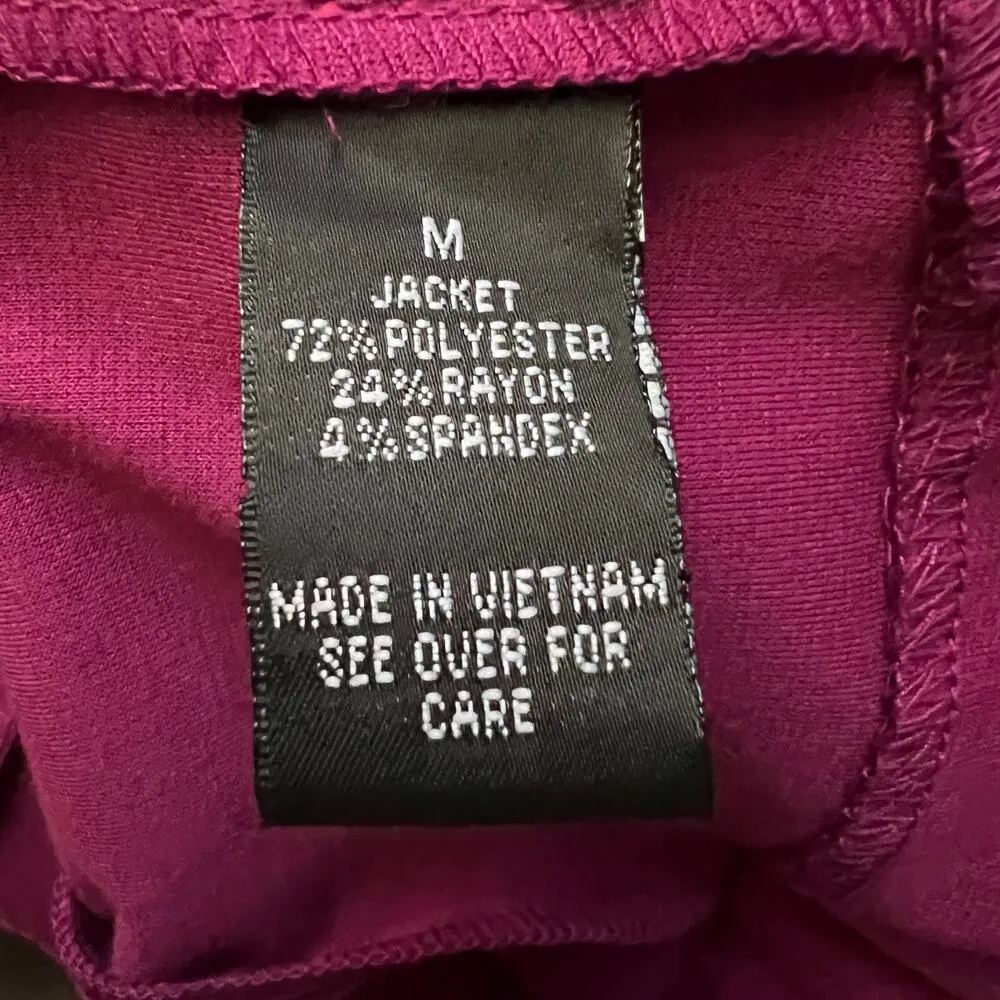 M
JACKET
72% POLYESTER
24% RAYON
4% SPANDEX
MADE IN VIETNAM
SEE OVER FOR
CARE